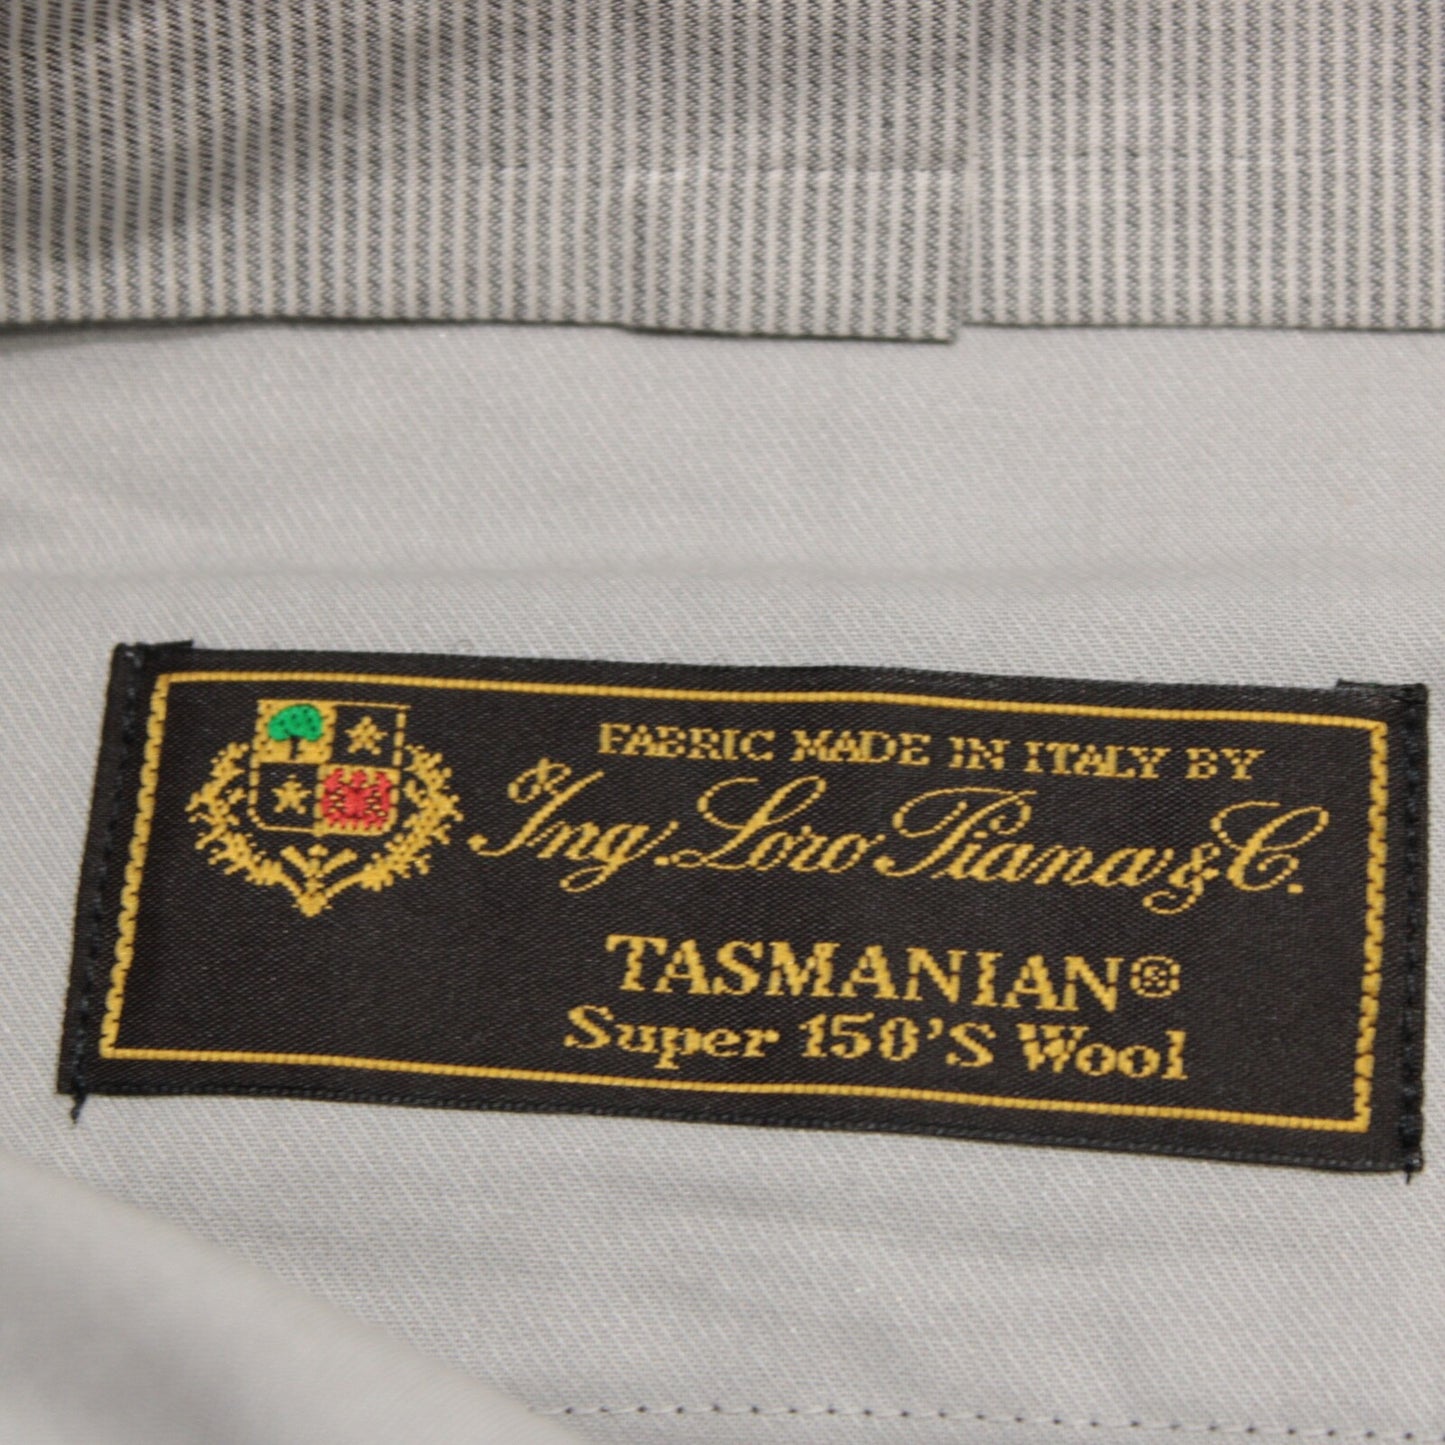 FABRIC MADE IN ITALY BY
Ing. Loro Piana & C.
TASMANIAN®
Super 150'S Wool